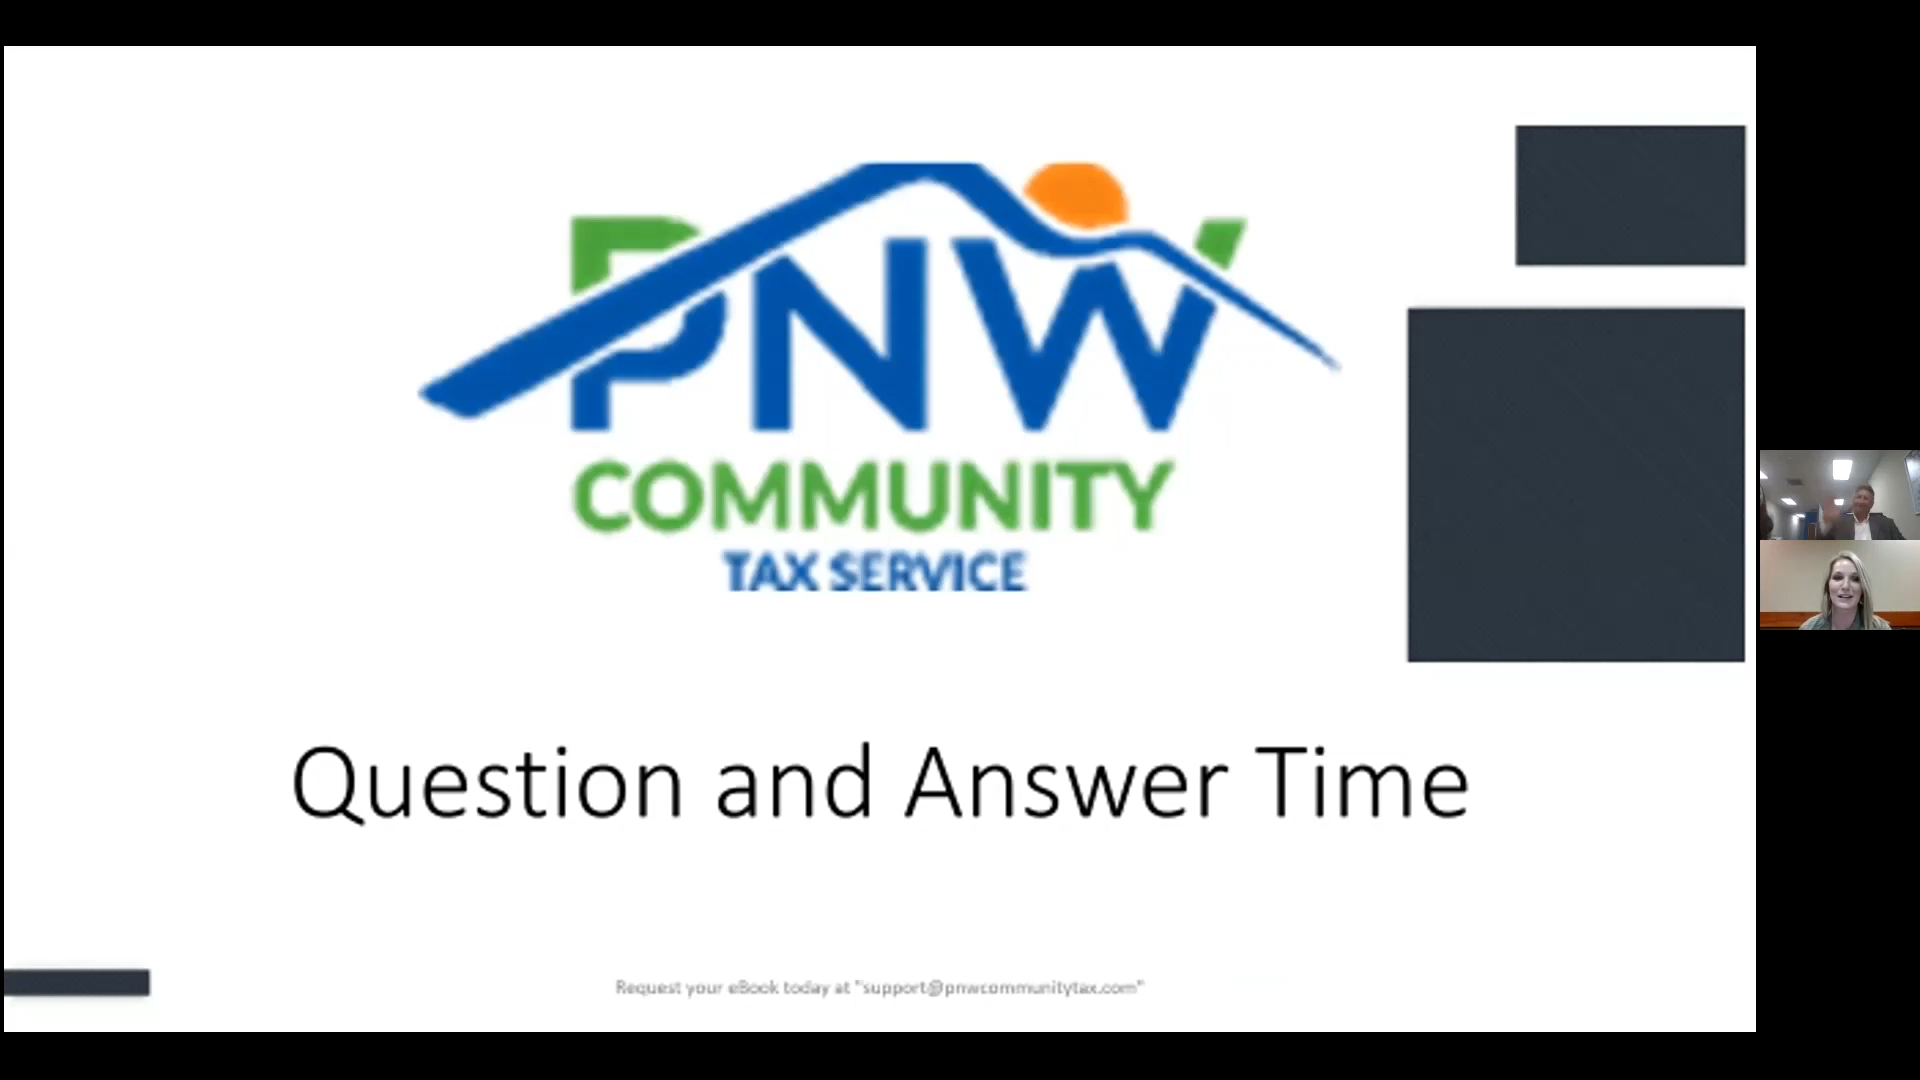 PNW
COMMUNITY
TAX SERVICE
Question and Answer Time
Request your eBook today at "support@pnwcommunitytax.com"